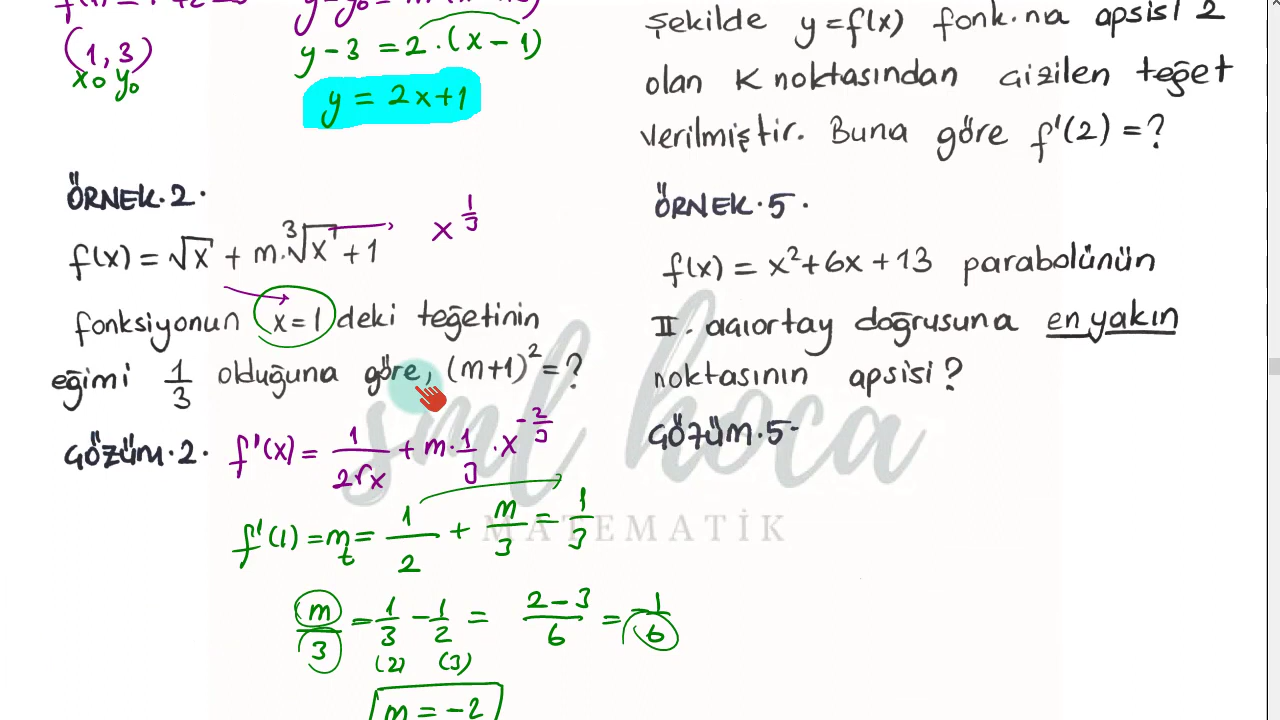 (1, 3)
x₀ y₀
y - 3 = 2·(x - 1)
y = 2x+1
ÖRNEK.2.
f(x) = √x + m.∛x + 1
x^(1/3)
fonksiyonun x=1 deki teğetinin
eğimi 1/3 olduğuna göre, (m+1)² = ?
ÇÖZÜM.2. f'(x) = 1/(2√x) + m.1/3 . x^(-2/3)
f'(1) = m_t = 1/2 + m/3 = 1/3
m/3 = 1/3 - 1/2 = (2-3)/6 = -1/6
(2) (3)
m = -2
şekilde y=f(x) fonk.na apsisi 2
olan K noktasından çizilen teğet
verilmiştir. Buna göre f'(2) = ?
ÖRNEK.5.
f(x) = x²+6x+13 parabolünün
II. açıortay doğrusuna en yakın
noktasının apsisi?
ÇÖZÜM.5-
sml hoca
MATEMATİK